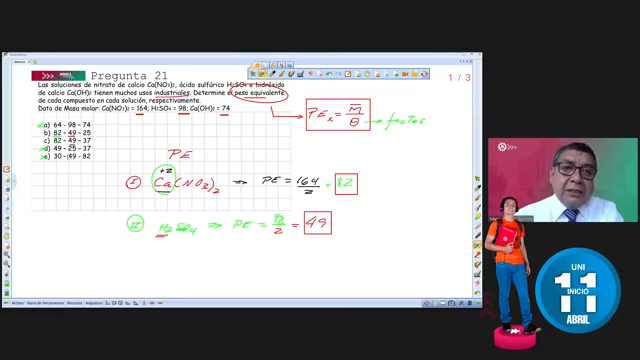 Pregunta 21
1 / 3
Las soluciones de nitrato de calcio Ca(NO₃)₂, ácido sulfúrico H₂SO₄ e hidróxido
de calcio Ca(OH)₂ tienen muchos usos industriales. Determine el peso equivalente
de cada compuesto en cada solución, respectivamente.
Dato de Masa molar: Ca(NO₃)₂ = 164; H₂SO₄ = 98; Ca(OH)₂ = 74
PEₓ = M̅/θ → factor
a) 64 - 98 - 74
b) 82 - 49 - 25
c) 82 - 49 - 37
d) 49 - 25 - 37
e) 30 - 49 - 82
PE
+2
I Ca(NO₃)₂ ⇒ PE = 164/2 = 82
II H₂SO₄ ⇒ PE = 98/2 = 49
UNI
INICIO
11
ABRIL